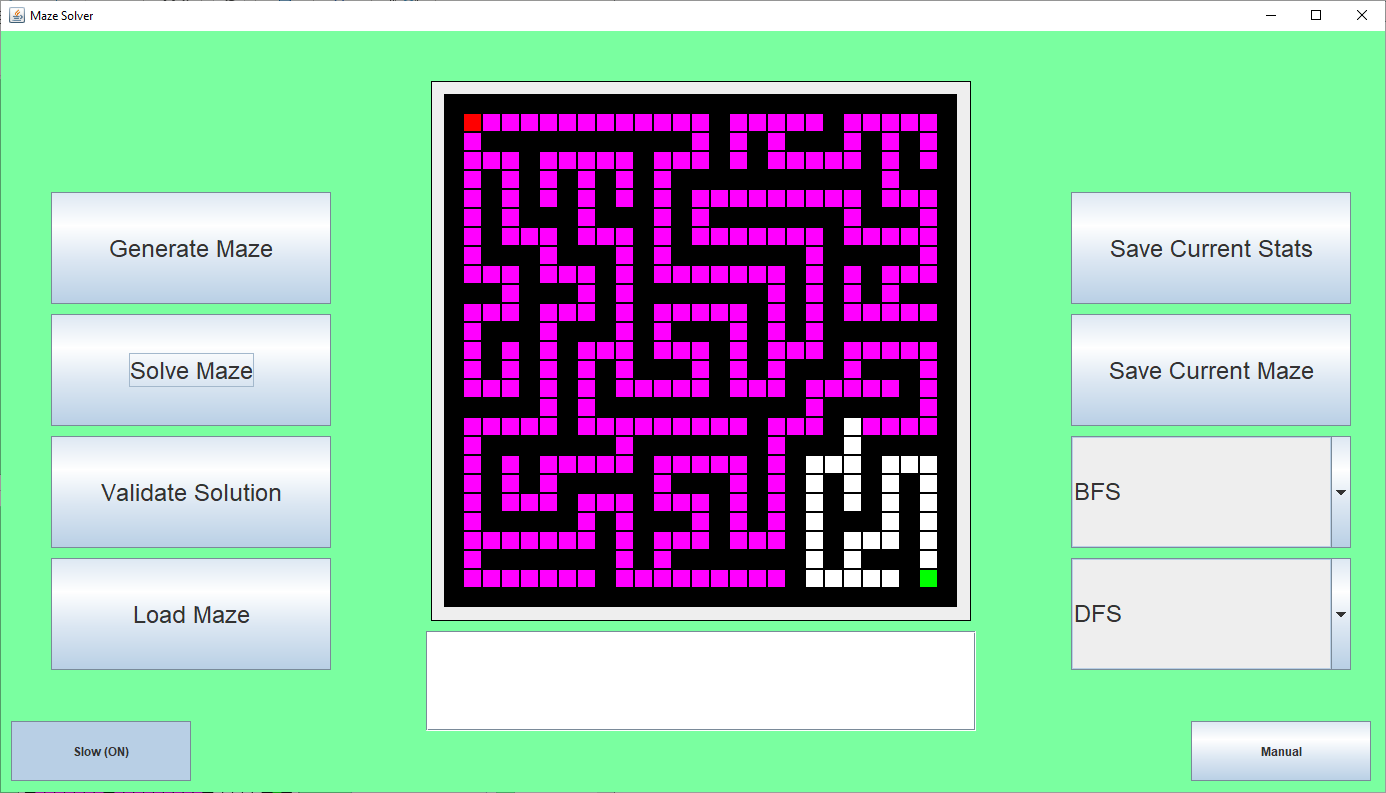 Maze Solver
Generate Maze
Solve Maze
Validate Solution
Load Maze
Slow (ON)
Save Current Stats
Save Current Maze
BFS
DFS
Manual